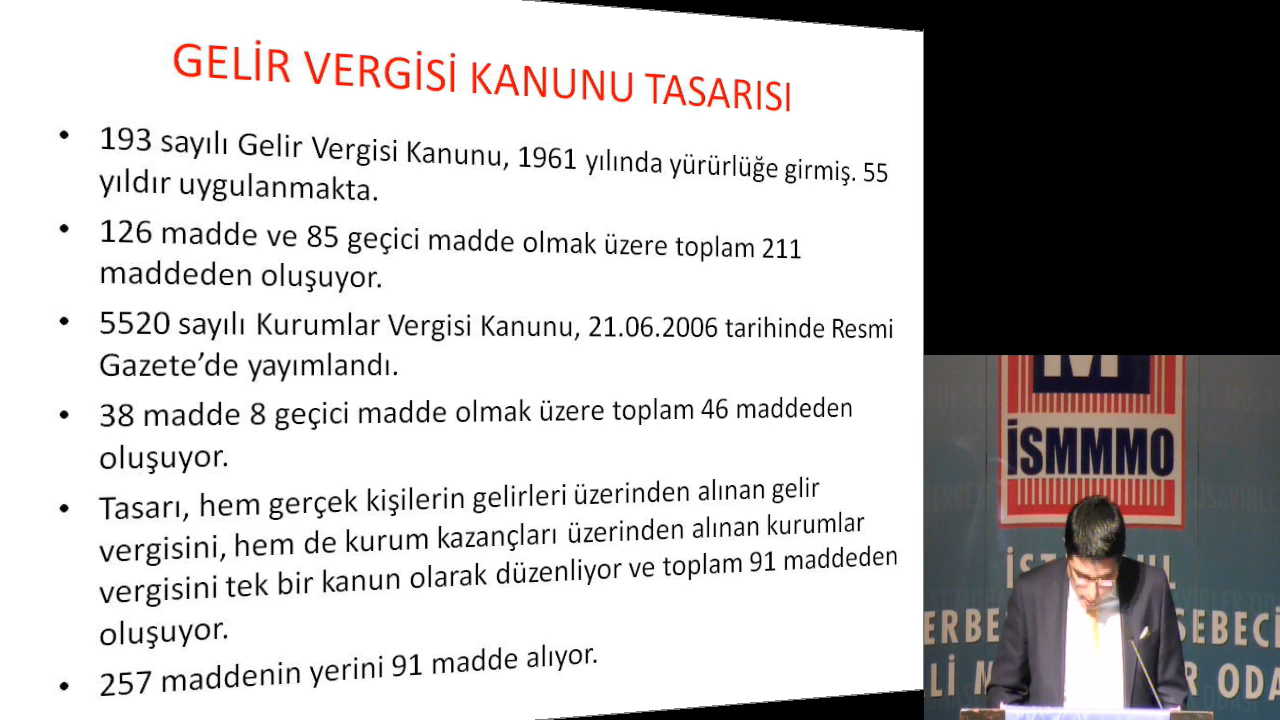 GELİR VERGİSİ KANUNU TASARISI
• 193 sayılı Gelir Vergisi Kanunu, 1961 yılında yürürlüğe girmiş. 55
yıldır uygulanmakta.
• 126 madde ve 85 geçici madde olmak üzere toplam 211
maddeden oluşuyor.
• 5520 sayılı Kurumlar Vergisi Kanunu, 21.06.2006 tarihinde Resmi
Gazete’de yayımlandı.
• 38 madde 8 geçici madde olmak üzere toplam 46 maddeden
oluşuyor.
• Tasarı, hem gerçek kişilerin gelirleri üzerinden alınan gelir
vergisini, hem de kurum kazançları üzerinden alınan kurumlar
vergisini tek bir kanun olarak düzenliyor ve toplam 91 maddeden
oluşuyor.
• 257 maddenin yerini 91 madde alıyor.
İSMMMO